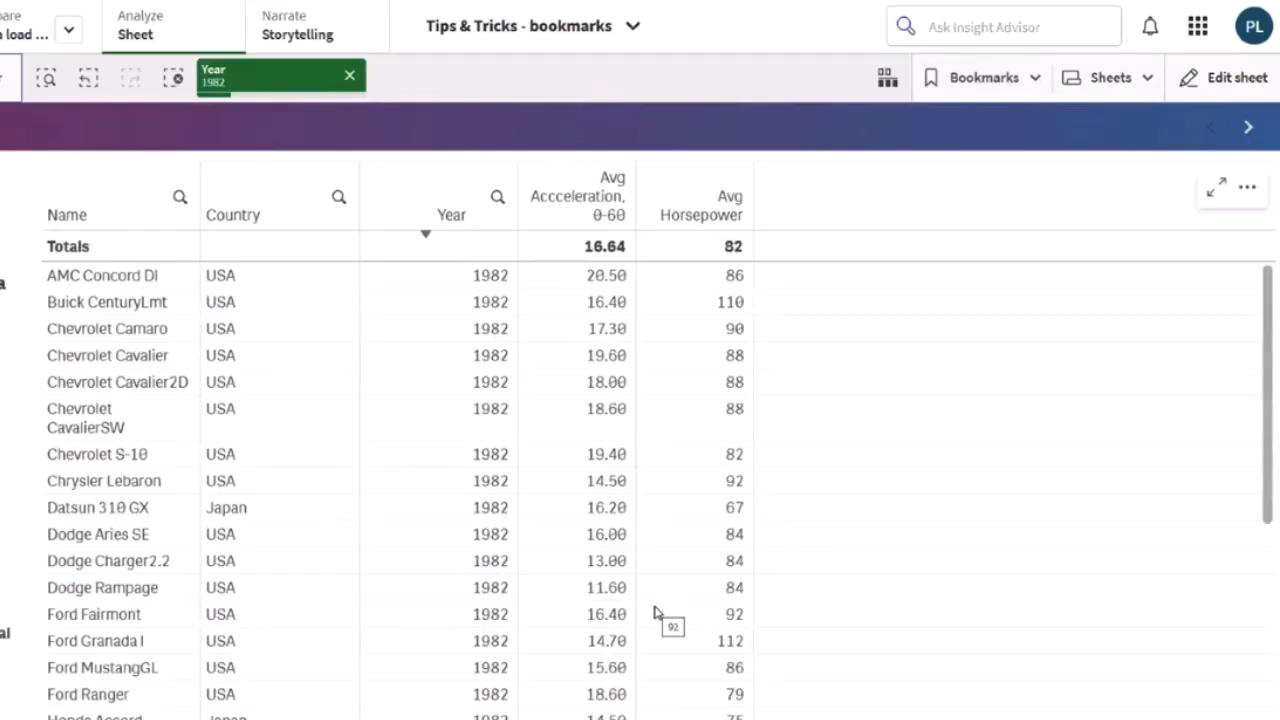 pare Analyze Narrate
load ... Sheet Storytelling Tips & Tricks - bookmarks Ask Insight Advisor PL
Year
1982 Bookmarks Sheets Edit sheet
Avg
Accceleration, Avg
Name Country Year 0-60 Horsepower
Totals 16.64 82
AMC Concord Dl USA 1982 20.50 86
Buick CenturyLmt USA 1982 16.40 110
Chevrolet Camaro USA 1982 17.30 90
Chevrolet Cavalier USA 1982 19.60 88
Chevrolet Cavalier2D USA 1982 18.00 88
Chevrolet USA 1982 18.60 88
CavalierSW
Chevrolet S-10 USA 1982 19.40 82
Chrysler Lebaron USA 1982 14.50 92
Datsun 310 GX Japan 1982 16.20 67
Dodge Aries SE USA 1982 16.00 84
Dodge Charger2.2 USA 1982 13.00 84
Dodge Rampage USA 1982 11.60 84
Ford Fairmont USA 1982 16.40 92
92
Ford Granada l USA 1982 14.70 112
Ford MustangGL USA 1982 15.60 86
Ford Ranger USA 1982 18.60 79
Honda Accord Japan 1982 14.50 75